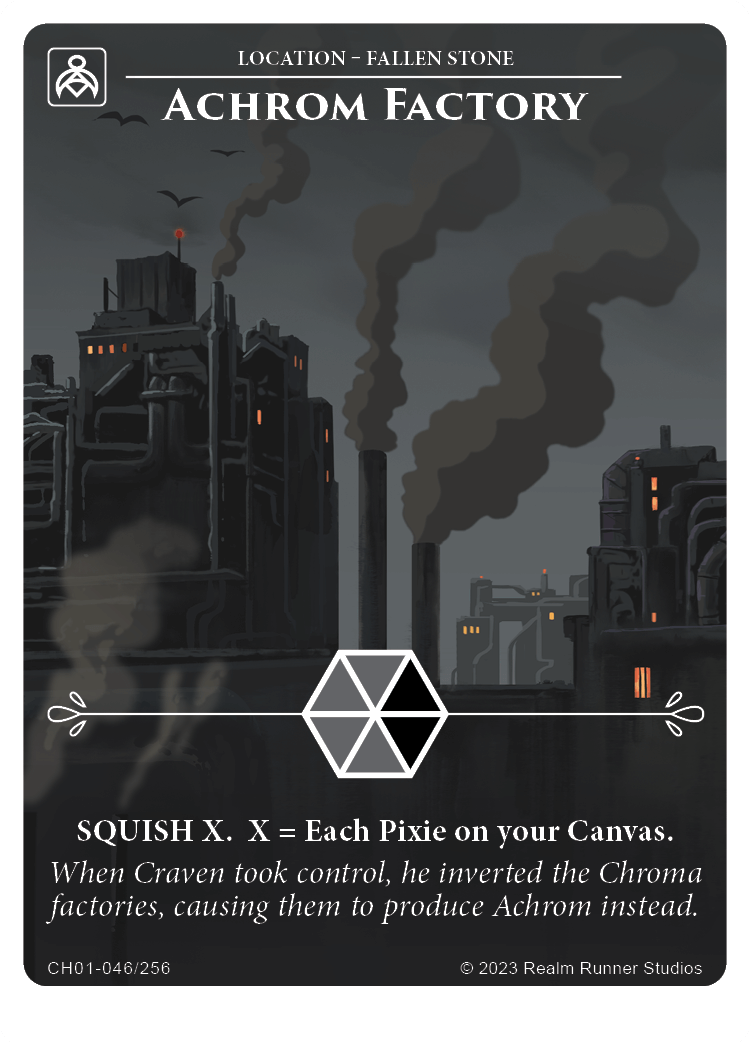 LOCATION – FALLEN STONE
ACHROM FACTORY
SQUISH X. X = Each Pixie on your Canvas.
When Craven took control, he inverted the Chroma
factories, causing them to produce Achrom instead.
CH01-046/256
© 2023 Realm Runner Studios